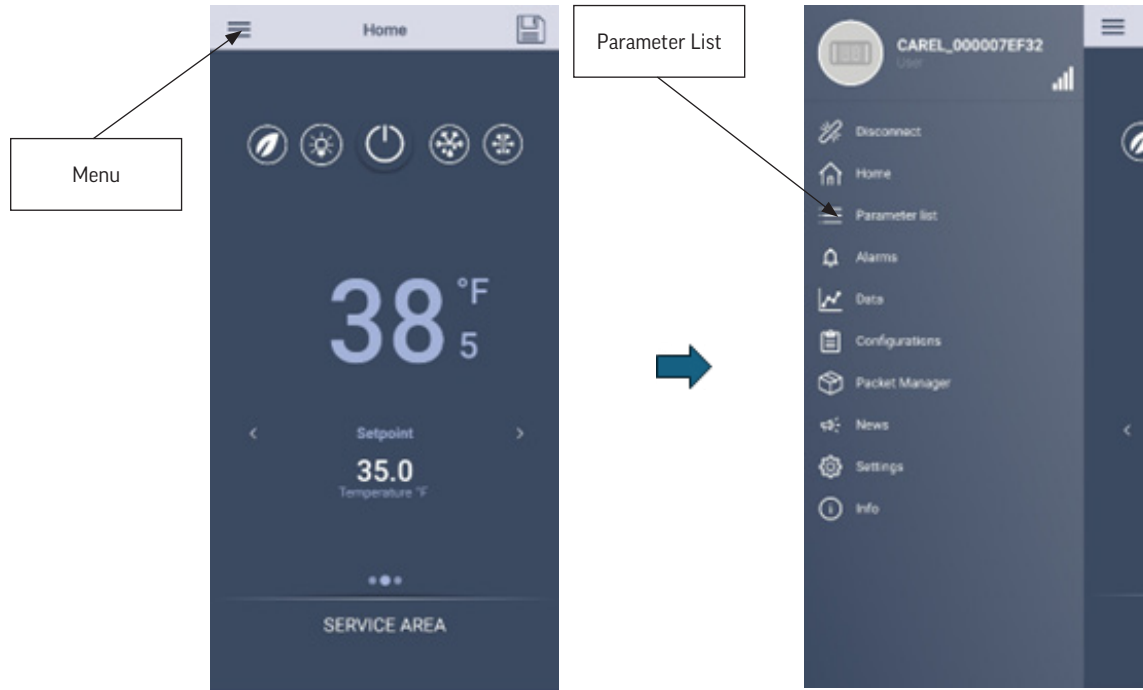 Menu
Home
38 °F
5
Setpoint
35.0
Temperature °F
SERVICE AREA
Parameter List
CAREL_000007EF32
User
Disconnect
Home
Parameter list
Alarms
Data
Configurations
Packet Manager
News
Settings
Info